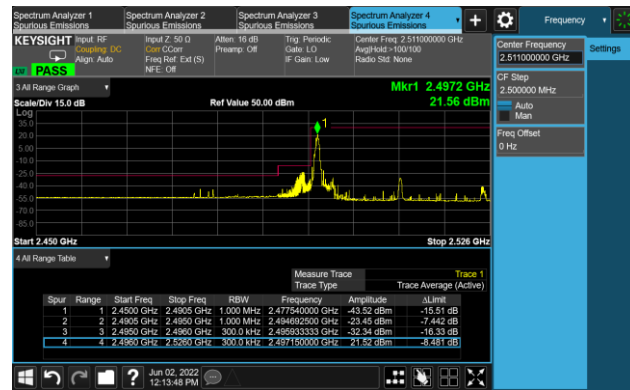 Spectrum Analyzer 1
Spurious Emissions
Spectrum Analyzer 2
Spurious Emissions
Spectrum Analyzer 3
Spurious Emissions
Spectrum Analyzer 4
Spurious Emissions
Frequency
KEYSIGHT
Input: RF
Coupling: DC
Align: Auto
Input Z: 50 Ω
Corr CCorr
Freq Ref: Ext (S)
NFE: Off
Atten: 16 dB
Preamp: Off
Trig: Periodic
Gate: LO
IF Gain: Low
Center Freq: 2.511000000 GHz
Avg|Hold >100/100
Radio Std: None
PASS
Center Frequency
2.511000000 GHz
Settings
CF Step
2.500000 MHz
Auto
Man
Freq Offset
0 Hz
3 All Range Graph
Mkr1 2.4972 GHz
Scale/Div 15.0 dB
Ref Value 50.00 dBm
21.56 dBm
Log
35.0
20.0
5.00
-10.0
-25.0
-40.0
-55.0
-70.0
-85.0
1
Start 2.450 GHz
Stop 2.526 GHz
4 All Range Table
Measure Trace Trace 1
Trace Type Trace Average (Active)
Spur Range Start Freq Stop Freq RBW Frequency Amplitude ΔLimit
1 1 2.4500 GHz 2.4905 GHz 1.000 MHz 2.477540000 GHz -43.52 dBm -15.51 dB
2 2 2.4905 GHz 2.4950 GHz 1.000 MHz 2.494692500 GHz -23.45 dBm -7.442 dB
3 3 2.4950 GHz 2.4960 GHz 300.0 kHz 2.495933333 GHz -32.34 dBm -16.33 dB
4 4 2.4960 GHz 2.5260 GHz 300.0 kHz 2.497150000 GHz 21.52 dBm -8.481 dB
Jun 02, 2022
12:13:48 PM